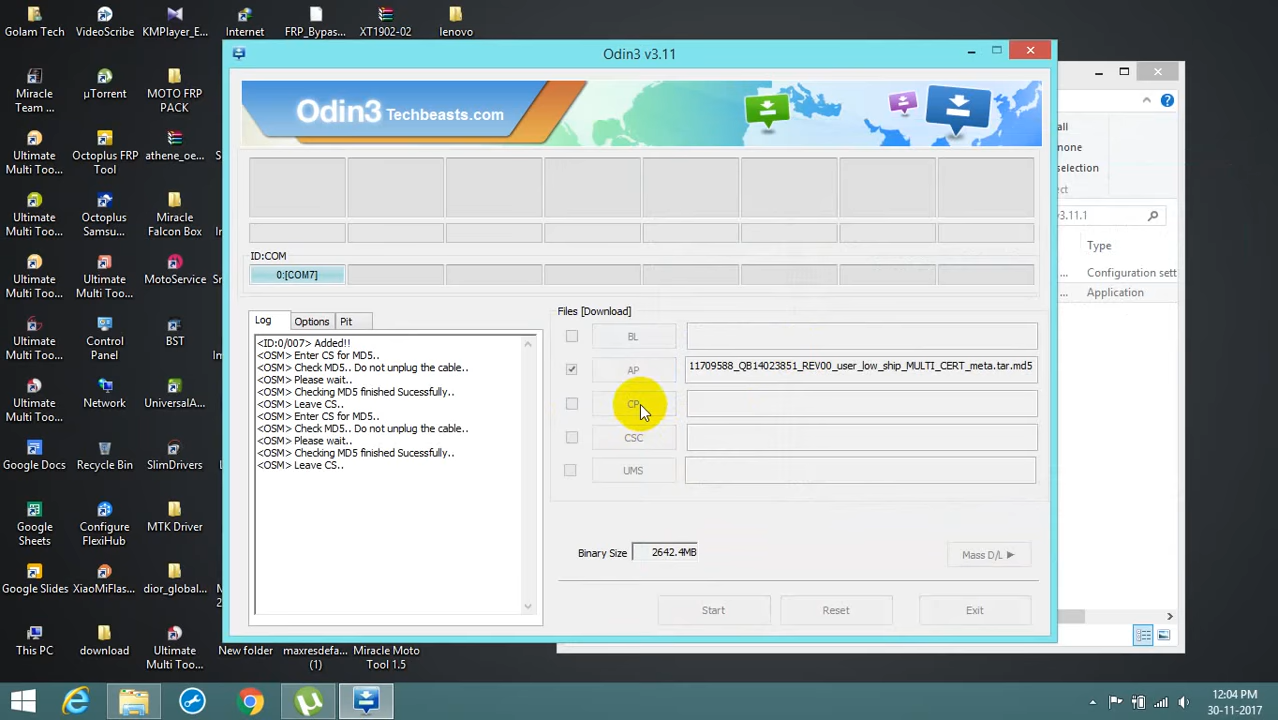 Golam Tech
VideoScribe
KMPlayer_E...
Internet
FRP_Bypas...
XT1902-02
lenovo
Odin3 v3.11
Odin3 Techbeasts.com
Miracle
Team ...
µTorrent
MOTO FRP
PACK
Ultimate
Multi Too...
Octoplus FRP
Tool
athene_oe...
Ultimate
Multi Too...
Octoplus
Samsu...
Miracle
Falcon Box
Ultimate
Multi Too...
Ultimate
Multi Too...
MotoService
Ultimate
Multi Too...
Control
Panel
BST
Ultimate
Multi Too...
Network
UniversalA...
Google Docs
Recycle Bin
SlimDrivers
Google
Sheets
Configure
FlexiHub
MTK Driver
Google Slides
XiaoMiFlas...
dior_global...
This PC
download
Ultimate
Multi Too...
New folder
maxresdefa...
(1)
Miracle Moto
Tool 1.5
ID:COM
0:[COM7]
Log
Options
Pit
<ID:0/007> Added!!
<OSM> Enter CS for MD5..
<OSM> Check MD5.. Do not unplug the cable..
<OSM> Please wait..
<OSM> Checking MD5 finished Sucessfully..
<OSM> Leave CS..
<OSM> Enter CS for MD5..
<OSM> Check MD5.. Do not unplug the cable..
<OSM> Please wait..
<OSM> Checking MD5 finished Sucessfully..
<OSM> Leave CS..
Files [Download]
BL
AP
11709588_QB14023851_REV00_user_low_ship_MULTI_CERT_meta.tar.md5
CP
CSC
UMS
Binary Size
2642.4MB
Mass D/L
Start
Reset
Exit
all
none
selection
v3.11.1
Type
... Configuration sett
... Application
12:04 PM
30-11-2017